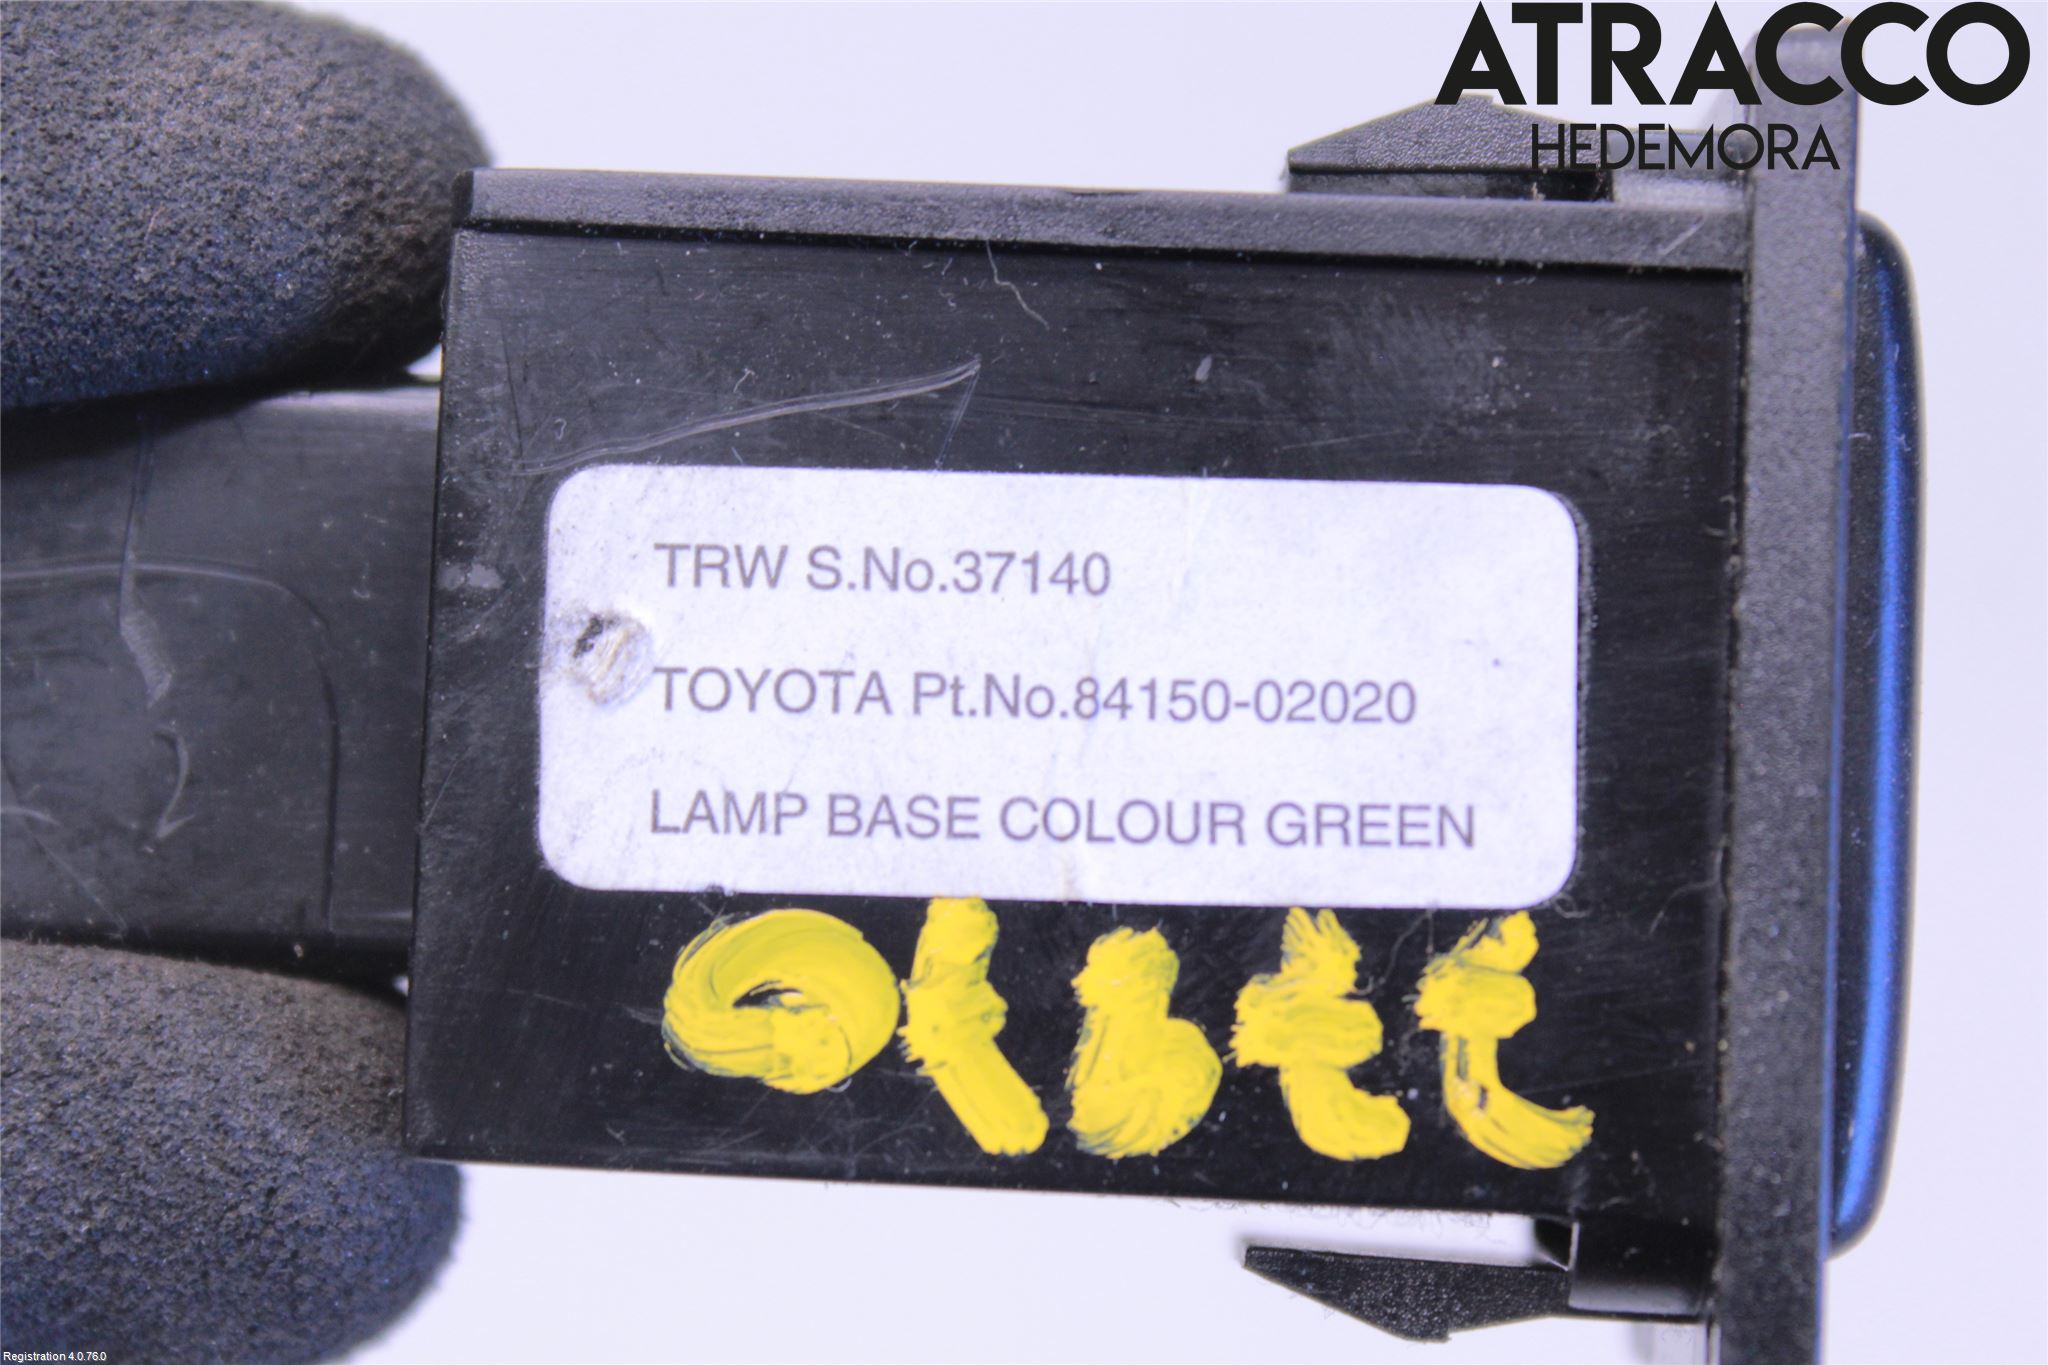 ATRACCO
HEDEMORA
TRW S.No.37140
TOYOTA Pt.No.84150-02020
LAMP BASE COLOUR GREEN
Registration 4.0.76.0